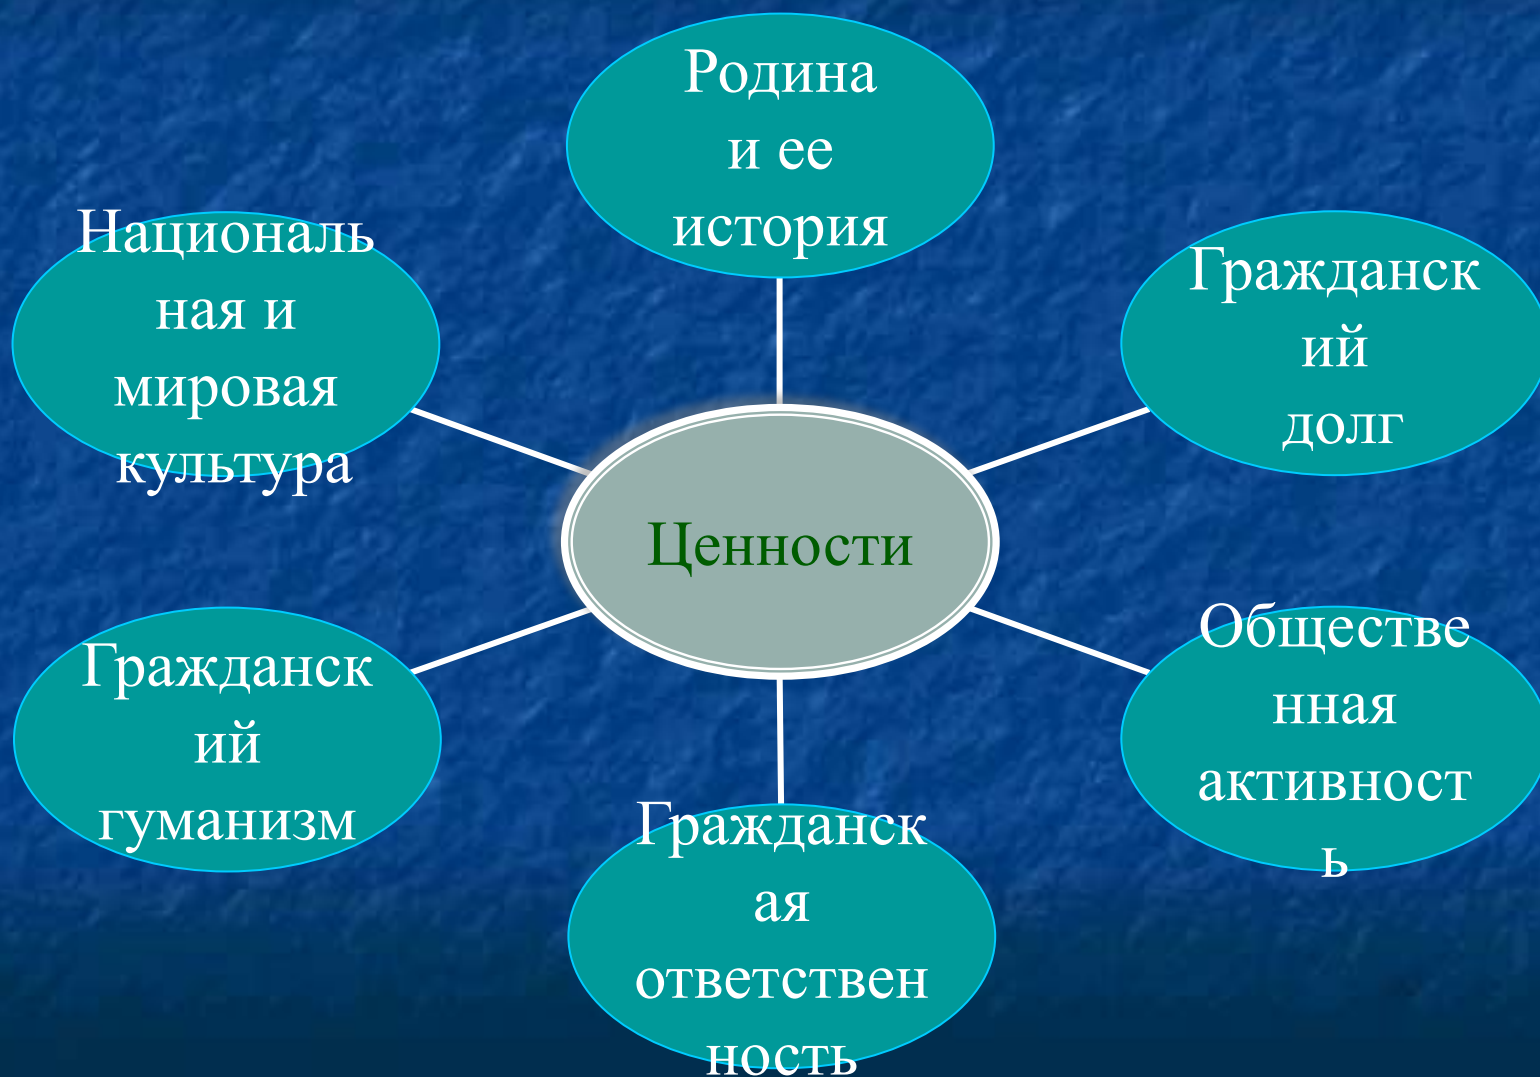 Родина
и ее
история
Гражданск
ий
долг
Обществе
нная
активност
ь
Гражданск
ая
ответствен
ность
Гражданск
ий
гуманизм
Националь
ная и
мировая
культура
Ценности